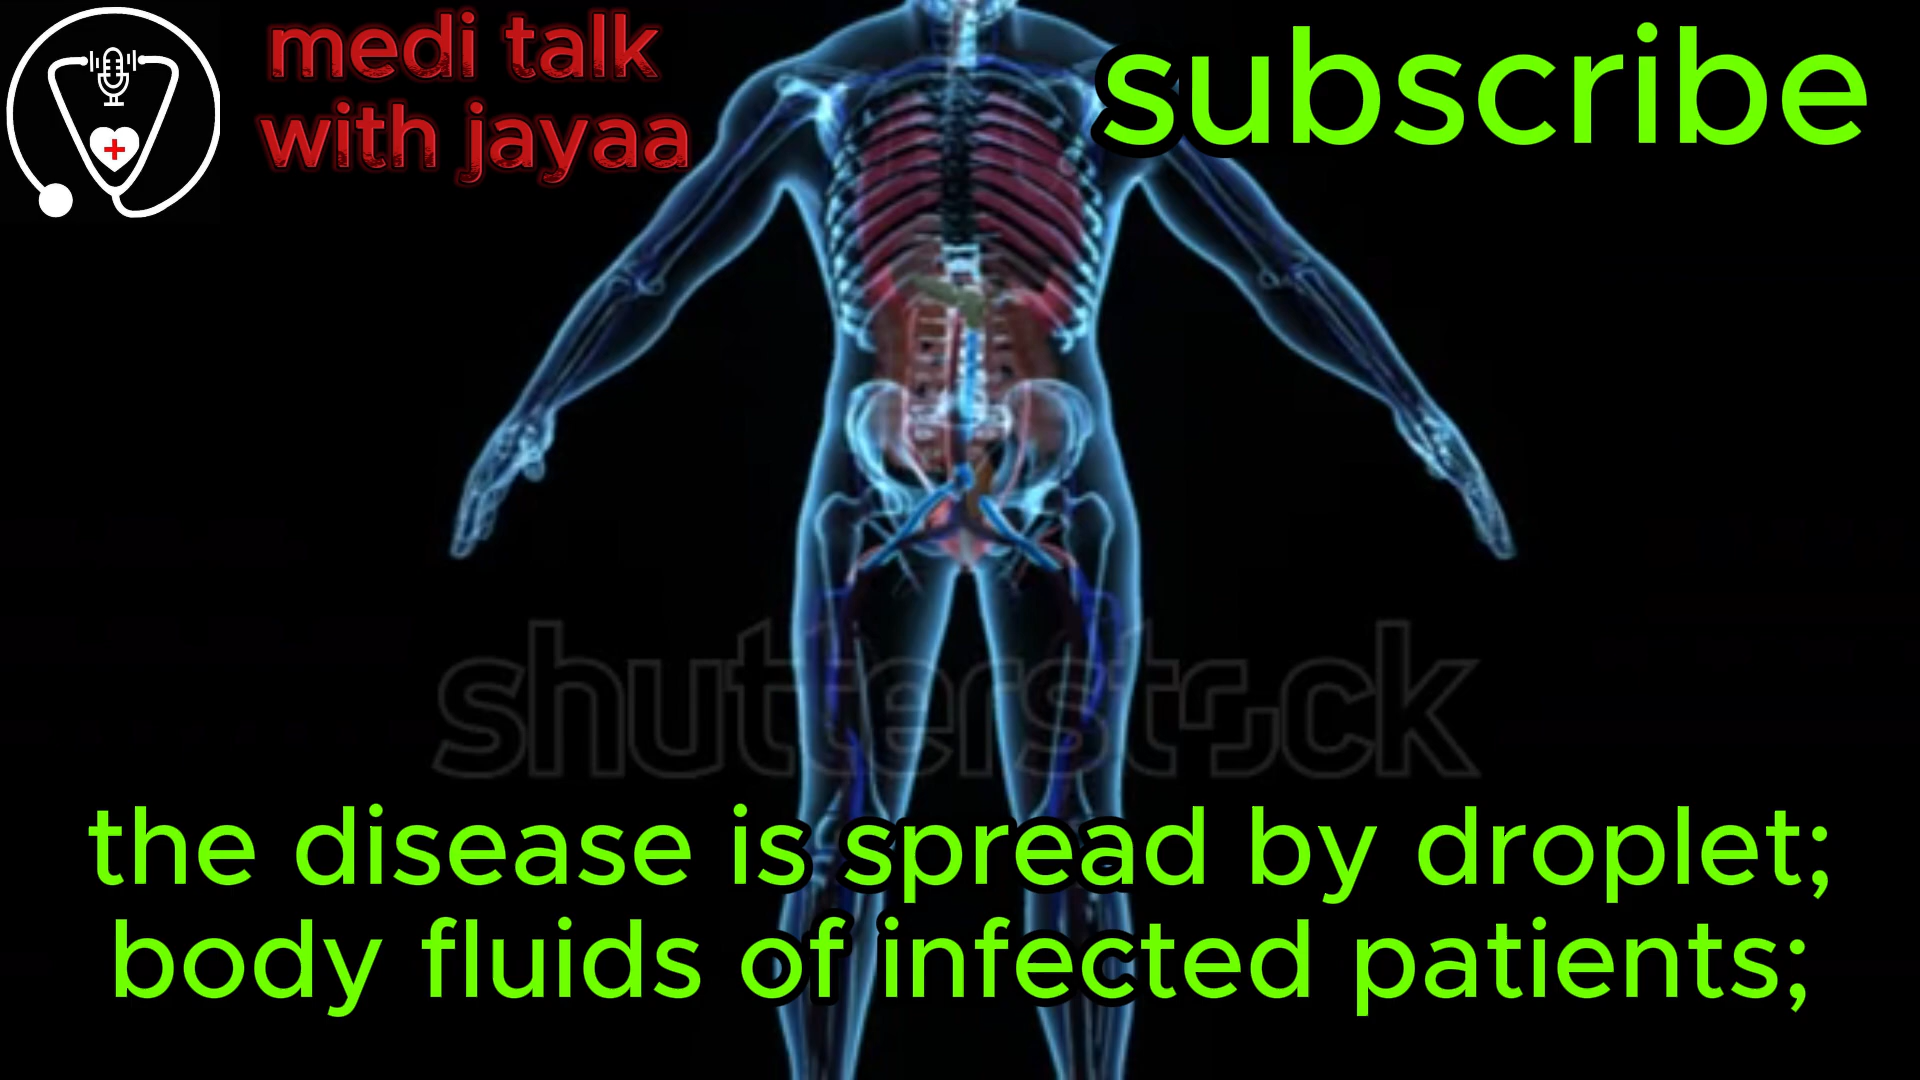 medi talk
with jayaa
subscribe
shutterstock
the disease is spread by droplet;
body fluids of infected patients;